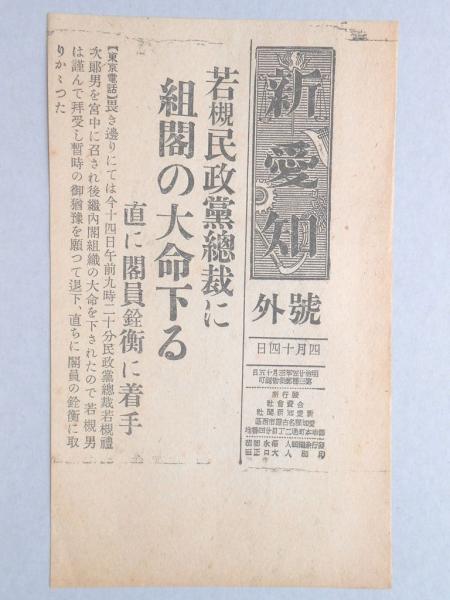 新愛知
號外
四月十四日
若槻民政黨總裁に
組閣の大命下る
直に閣員銓衡に着手
【東京電話】畏き邊りにては今十四日午前九時二十分民政黨總裁若槻禮
次郞男を宮中に召され後繼內閣組織の大命を下されたので若槻男
は謹んで拜受し暫時の御猶豫を願つて退下、直ちに閣員の銓衡に取
りかゝつた